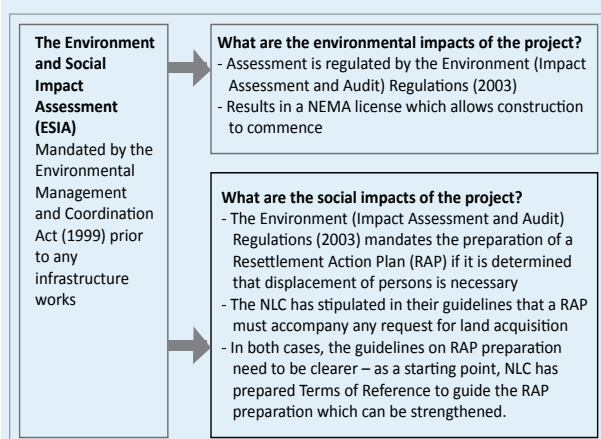 The Environment
and Social
Impact
Assessment
(ESIA)
Mandated by the
Environmental
Management
and Coordination
Act (1999) prior
to any
infrastructure
works
What are the environmental impacts of the project?
- Assessment is regulated by the Environment (Impact
Assessment and Audit) Regulations (2003)
- Results in a NEMA license which allows construction
to commence
What are the social impacts of the project?
- The Environment (Impact Assessment and Audit)
Regulations (2003) mandates the preparation of a
Resettlement Action Plan (RAP) if it is determined
that displacement of persons is necessary
- The NLC has stipulated in their guidelines that a RAP
must accompany any request for land acquisition
- In both cases, the guidelines on RAP preparation
need to be clearer – as a starting point, NLC has
prepared Terms of Reference to guide the RAP
preparation which can be strengthened.